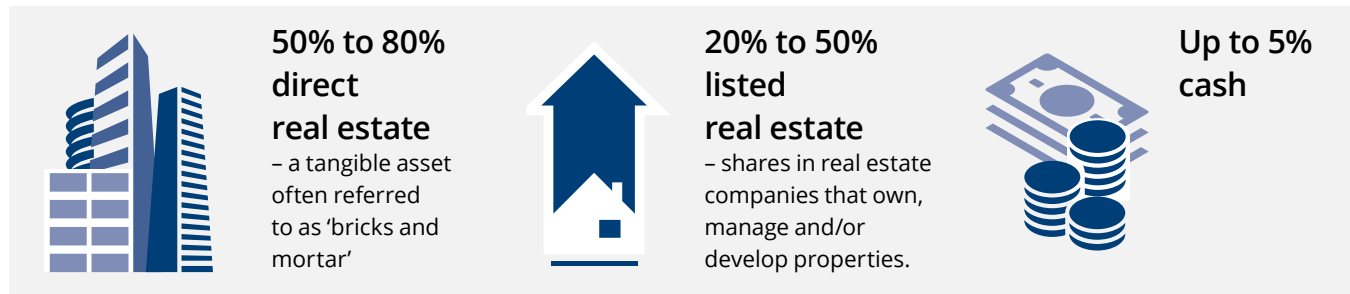 50% to 80%
direct
real estate
– a tangible asset
often referred
to as ‘bricks and
mortar’
20% to 50%
listed
real estate
– shares in real estate
companies that own,
manage and/or
develop properties.
Up to 5%
cash